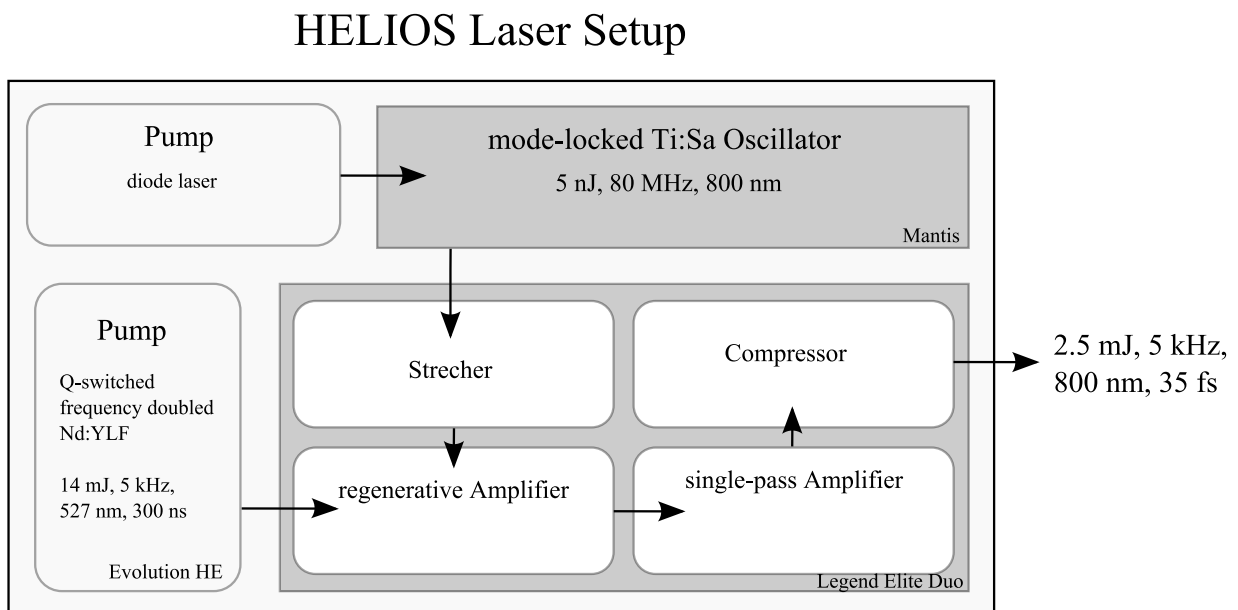 HELIOS Laser Setup
Pump
diode laser
mode-locked Ti:Sa Oscillator
5 nJ, 80 MHz, 800 nm
Mantis
Pump
Q-switched
frequency doubled
Nd:YLF
14 mJ, 5 kHz,
527 nm, 300 ns
Evolution HE
Strecher
Compressor
regenerative Amplifier
single-pass Amplifier
Legend Elite Duo
2.5 mJ, 5 kHz,
800 nm, 35 fs